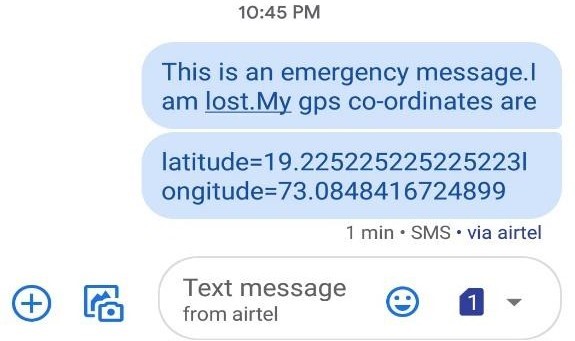 10:45 PM
This is an emergency message.I
am lost.My gps co-ordinates are
latitude=19.225225225225223l
ongitude=73.0848416724899
1 min • SMS • via airtel
Text message
from airtel
1